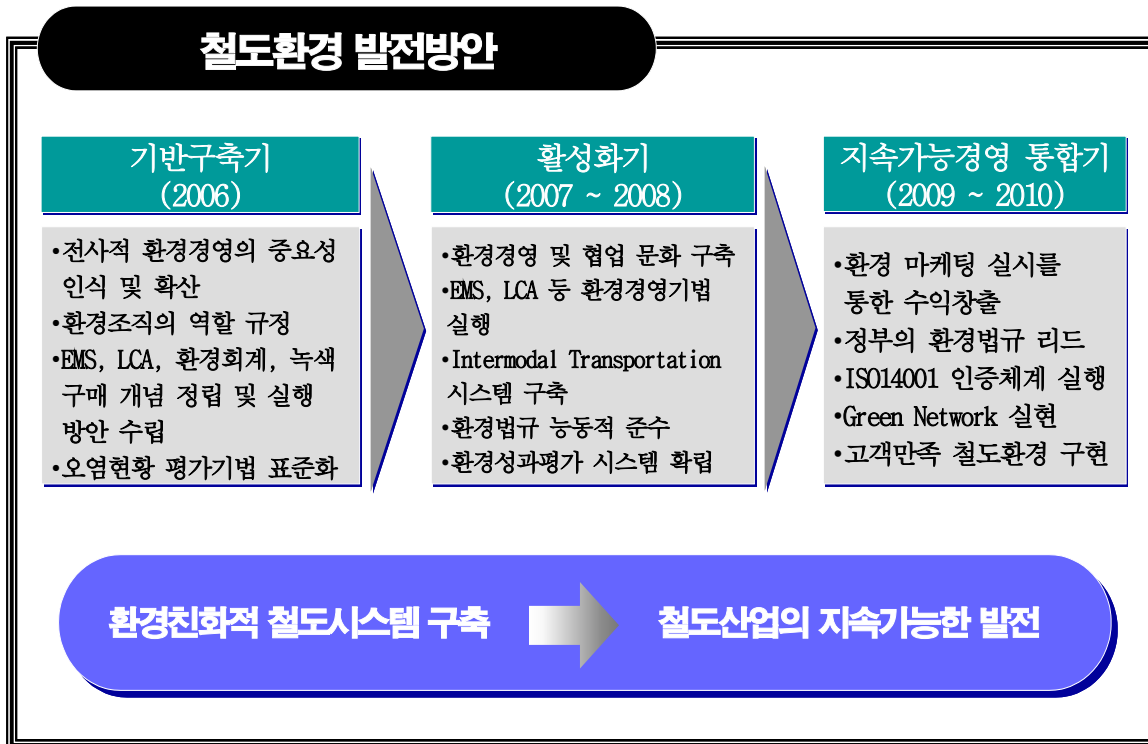 철도환경 발전방안
기반구축기
(2006)
·전사적 환경경영의 중요성
인식 및 확산
·환경조직의 역할 규정
·EMS, LCA, 환경회계, 녹색
구매 개념 정립 및 실행
방안 수립
·오염현황 평가기법 표준화
활성화기
(2007 ~ 2008)
·환경경영 및 협업 문화 구축
·EMS, LCA 등 환경경영기법
실행
·Intermodal Transportation
시스템 구축
·환경법규 능동적 준수
·환경성과평가 시스템 확립
지속가능경영 통합기
(2009 ~ 2010)
·환경 마케팅 실시를
통한 수익창출
·정부의 환경법규 리드
·ISO14001 인증체계 실행
·Green Network 실현
·고객만족 철도환경 구현
환경친화적 철도시스템 구축
철도산업의 지속가능한 발전